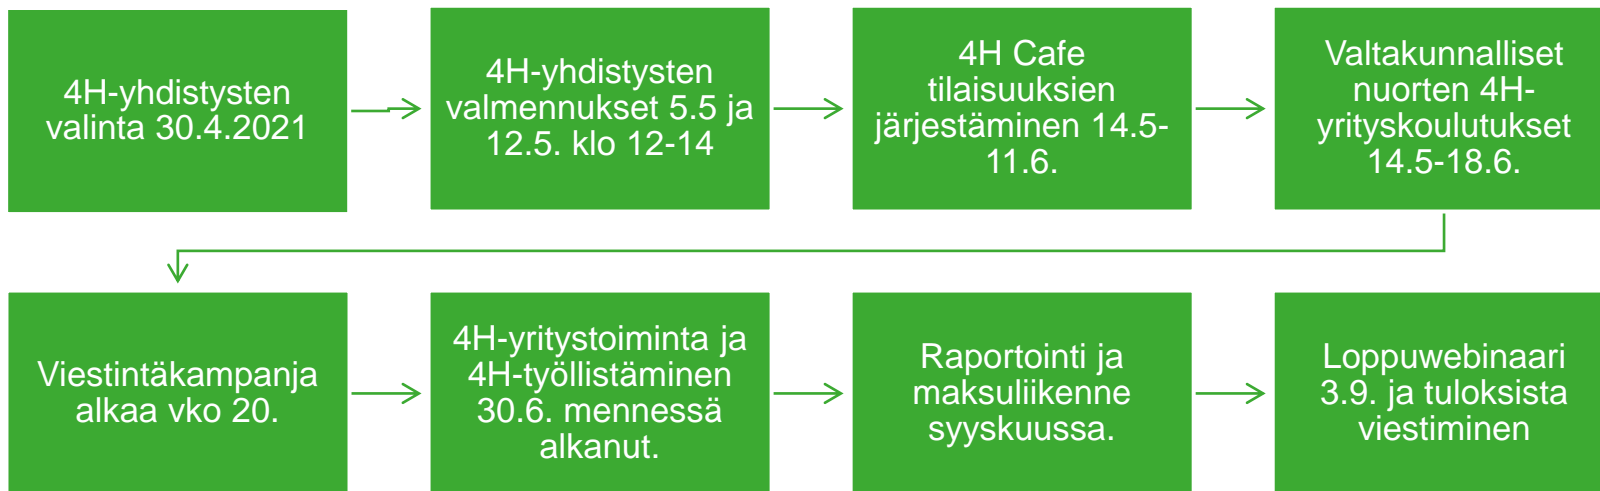 4H-yhdistysten
valinta 30.4.2021
4H-yhdistysten
valmennukset 5.5 ja
12.5. klo 12-14
4H Cafe
tilaisuuksien
järjestäminen 14.5-
11.6.
Valtakunnalliset
nuorten 4H-
yrityskoulutukset
14.5-18.6.
Viestintäkampanja
alkaa vko 20.
4H-yritystoiminta ja
4H-työllistäminen
30.6. mennessä
alkanut.
Raportointi ja
maksuliikenne
syyskuussa.
Loppuwebinaari
3.9. ja tuloksista
viestiminen